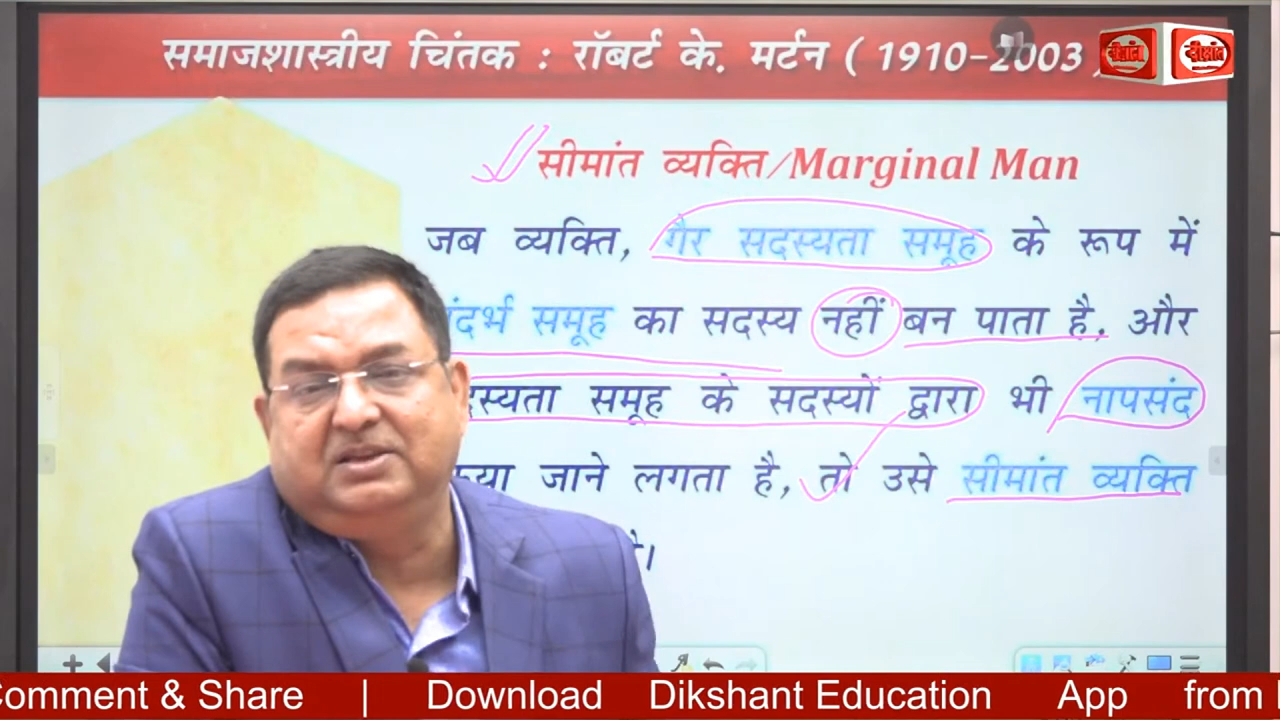 समाजशास्त्रीय चिंतक : रॉबर्ट के. मर्टन ( 1910-2003 )
दीक्षांत दीक्षांत
सीमांत व्यक्ति/Marginal Man
जब व्यक्ति, गैर सदस्यता समूह के रूप में
संदर्भ समूह का सदस्य नहीं बन पाता है, और
सदस्यता समूह के सदस्यों द्वारा भी नापसंद
जाने लगता है, तो उसे सीमांत व्यक्ति
Comment & Share | Download Dikshant Education App from